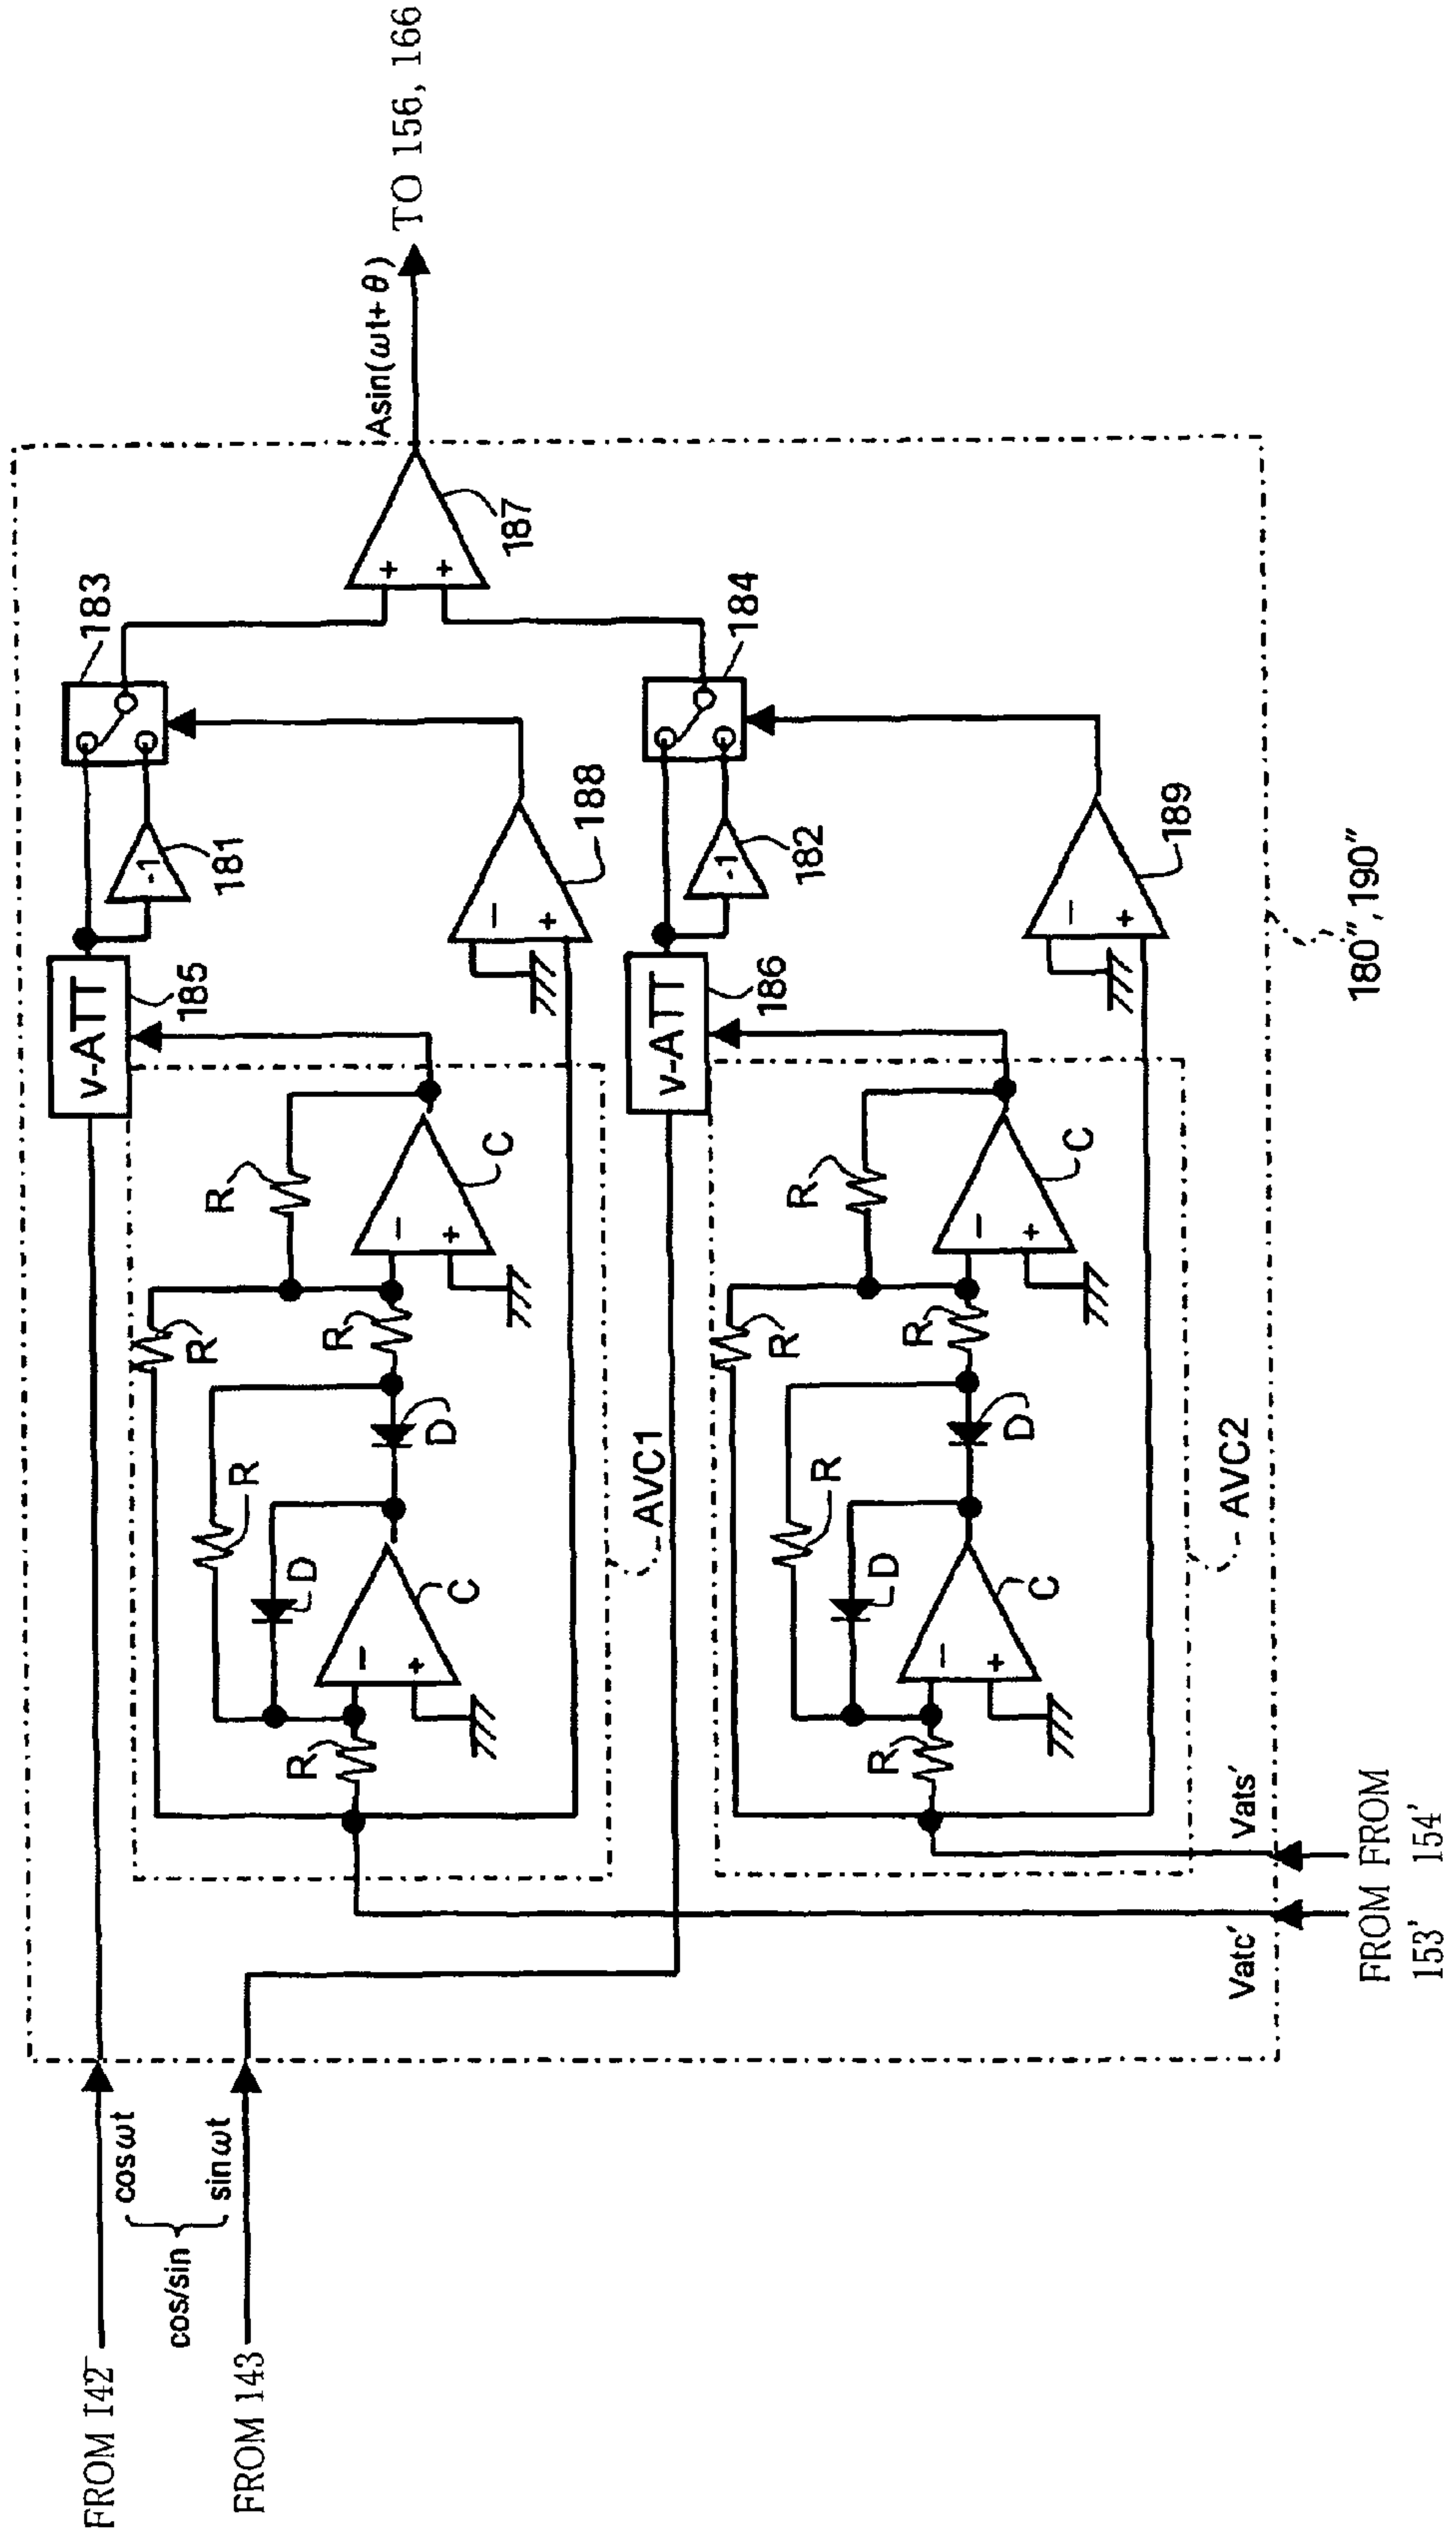 FROM 142
cosωt
cos/sin
sinωt
FROM 143
v-ATT
185
-1
181
183
+
+
187
Asin(ωt+θ)
TO 156, 166
R
R
R
R
R
D
D
-
+
C
-
+
C
AVC1
-
+
188
v-ATT
186
-1
182
184
R
R
R
R
R
D
D
-
+
C
-
+
C
AVC2
-
+
189
Vatc′
Vats′
FROM FROM
153′ 154′
180″,190″